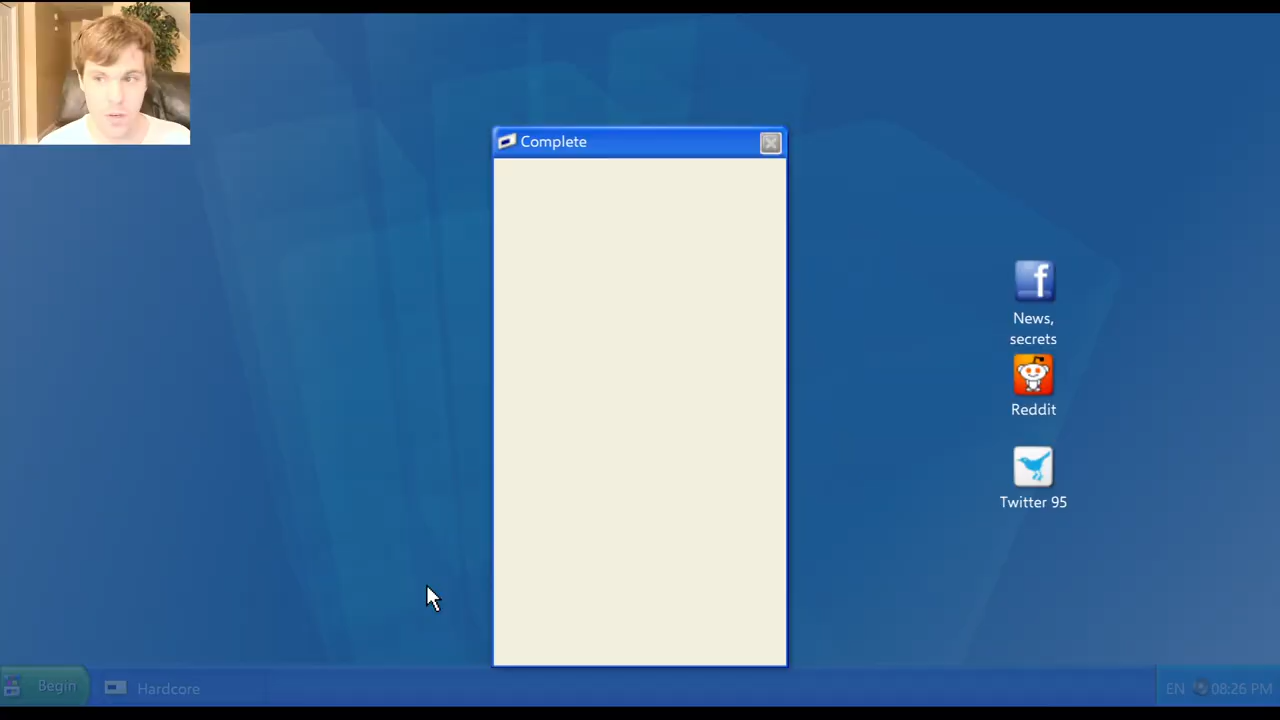 Complete
News,
secrets
Reddit
Twitter 95
Begin
Hardcore
EN 08:26 PM